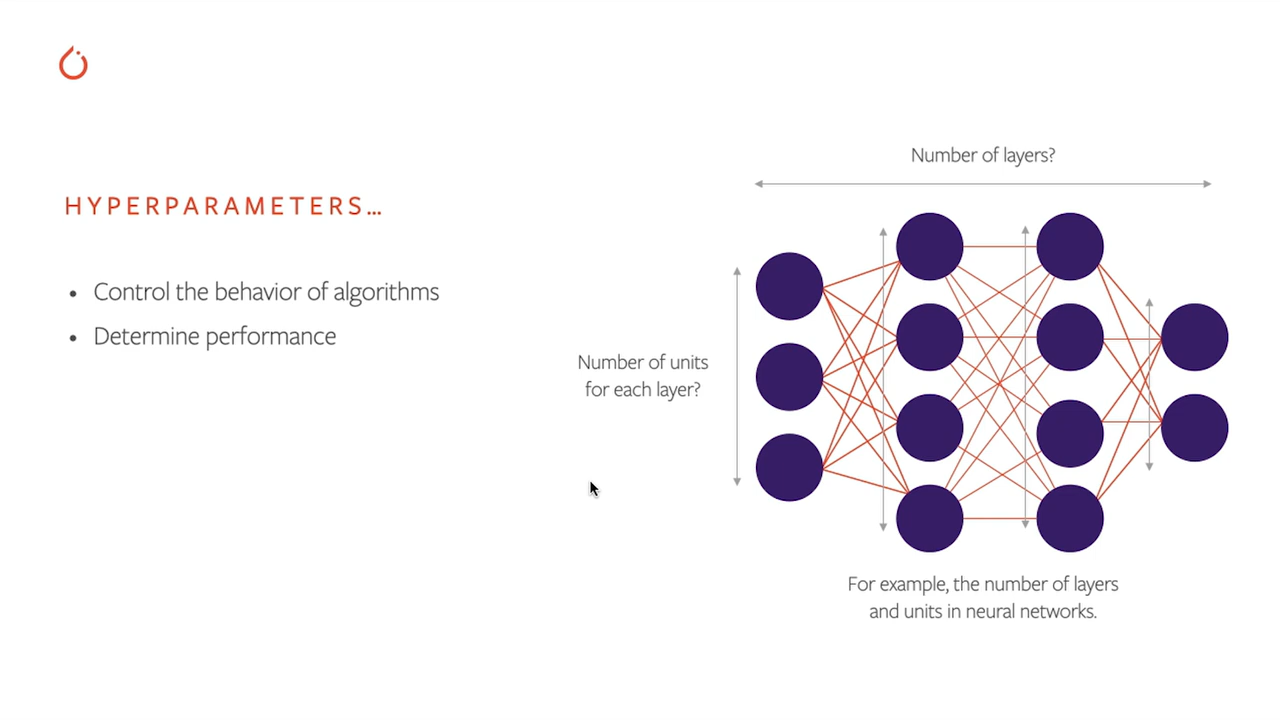 HYPERPARAMETERS…
• Control the behavior of algorithms
• Determine performance
Number of layers?
Number of units
for each layer?
For example, the number of layers
and units in neural networks.